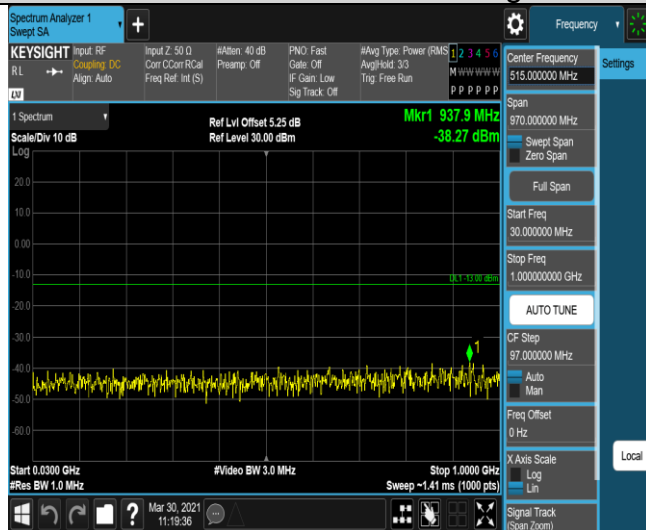 Spectrum Analyzer 1
Swept SA
Frequency
KEYSIGHT
RL
Input: RF
Coupling: DC
Align: Auto
Input Z: 50 Ω
Corr CCorr RCal
Freq Ref: Int (S)
#Atten: 40 dB
Preamp: Off
PNO: Fast
Gate: Off
IF Gain: Low
Sig Track: Off
#Avg Type: Power (RMS
Avg|Hold: 3/3
Trig: Free Run
1 2 3 4 5 6
M W W W W W
P P P P P P
LXI
1 Spectrum
Scale/Div 10 dB
Ref Lvl Offset 5.25 dB
Ref Level 30.00 dBm
Mkr1 937.9 MHz
-38.27 dBm
Log
20.0
10.0
0.00
-10.0
DL1 -13.00 dBm
-20.0
-30.0
1
-40.0
-50.0
-60.0
Start 0.0300 GHz
#Video BW 3.0 MHz
Stop 1.0000 GHz
#Res BW 1.0 MHz
Sweep ~1.41 ms (1000 pts)
?
Mar 30, 2021
11:19:36
Center Frequency
515.000000 MHz
Settings
Span
970.000000 MHz
Swept Span
Zero Span
Full Span
Start Freq
30.000000 MHz
Stop Freq
1.000000000 GHz
AUTO TUNE
CF Step
97.000000 MHz
Auto
Man
Freq Offset
0 Hz
X Axis Scale
Log
Lin
Local
Signal Track
(Span Zoom)